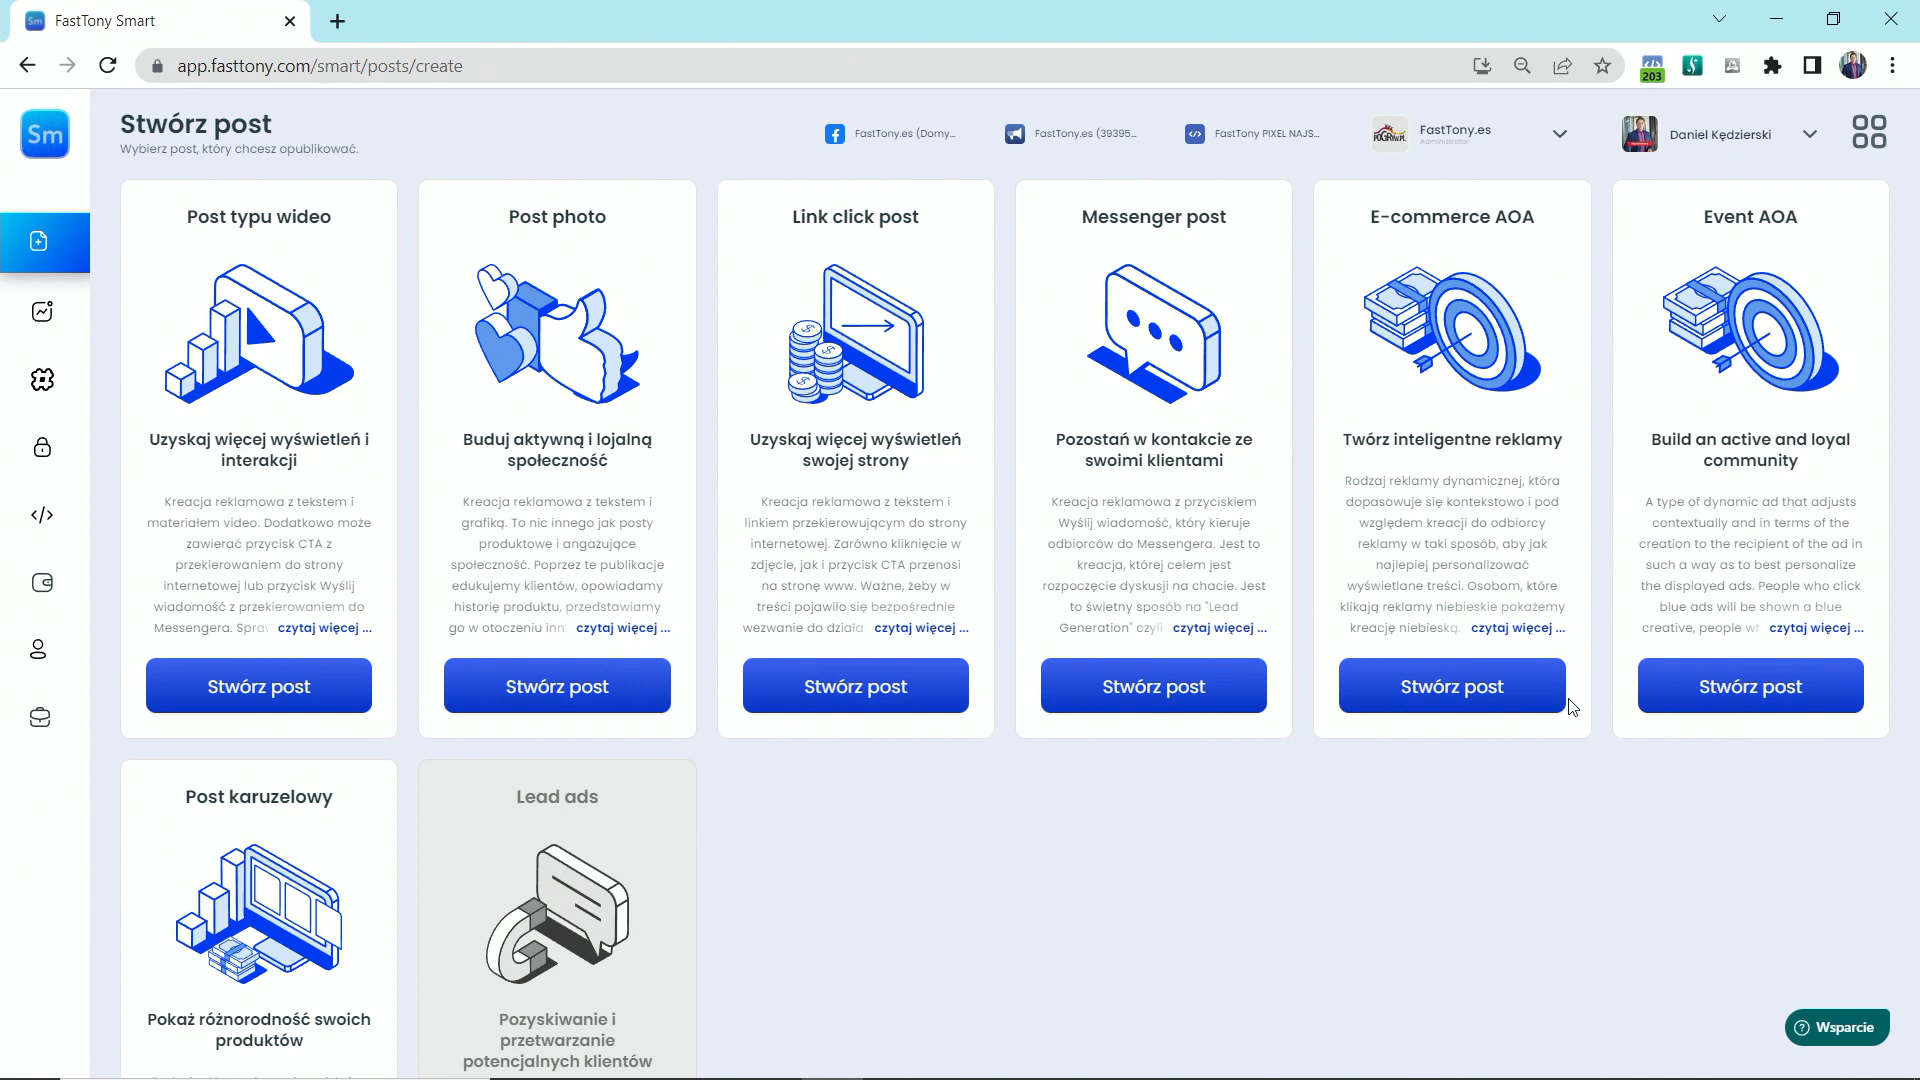 FastTony Smart
app.fasttony.com/smart/posts/create
203
Sm
Stwórz post
Wybierz post, który chcesz opublikować.
FastTony.es (Domy...
FastTony.es (39395...
FastTony PIXEL NAJS...
FastTony.es
Administrator
Daniel Kędzierski
Post typu wideo
Uzyskaj więcej wyświetleń i
interakcji
Kreacja reklamowa z tekstem i
materiałem video. Dodatkowo może
zawierać przycisk CTA z
przekierowaniem do strony
internetowej lub przycisk Wyślij
wiadomość z przekierowaniem do
Messengera. Spraw czytaj więcej ...
Stwórz post
Post photo
Buduj aktywną i lojalną
społeczność
Kreacja reklamowa z tekstem i
grafiką. To nic innego jak posty
produktowe i angażujące
społeczność. Poprzez te publikacje
edukujemy klientów, opowiadamy
historię produktu, przedstawiamy
go w otoczeniu inn czytaj więcej ...
Stwórz post
Link click post
Uzyskaj więcej wyświetleń
swojej strony
Kreacja reklamowa z tekstem i
linkiem przekierowującym do strony
internetowej. Zarówno kliknięcie w
zdjęcie, jak i przycisk CTA przenosi
na stronę www. Ważne, żeby w
treści pojawiło się bezpośrednie
wezwanie do działa czytaj więcej ...
Stwórz post
Messenger post
Pozostań w kontakcie ze
swoimi klientami
Kreacja reklamowa z przyciskiem
Wyślij wiadomość, który kieruje
odbiorców do Messengera. Jest to
kreacja, której celem jest
rozpoczęcie dyskusji na chacie. Jest
to świetny sposób na "Lead
Generation" czyli czytaj więcej ...
Stwórz post
E-commerce AOA
Twórz inteligentne reklamy
Rodzaj reklamy dynamicznej, która
dopasowuje się kontekstowo i pod
względem kreacji do odbiorcy
reklamy w taki sposób, aby jak
najlepiej personalizować
wyświetlane treści. Osobom, które
klikają reklamy niebieskie pokażemy
kreację niebieską. czytaj więcej ...
Stwórz post
Event AOA
Build an active and loyal
community
A type of dynamic ad that adjusts
contextually and in terms of the
creation to the recipient of the ad in
such a way as to best personalize
the displayed ads. People who click
blue ads will be shown a blue
creative, people wh czytaj więcej ...
Stwórz post
Post karuzelowy
Pokaż różnorodność swoich
produktów
Lead ads
Pozyskiwanie i
przetwarzanie
potencjalnych klientów
Wsparcie